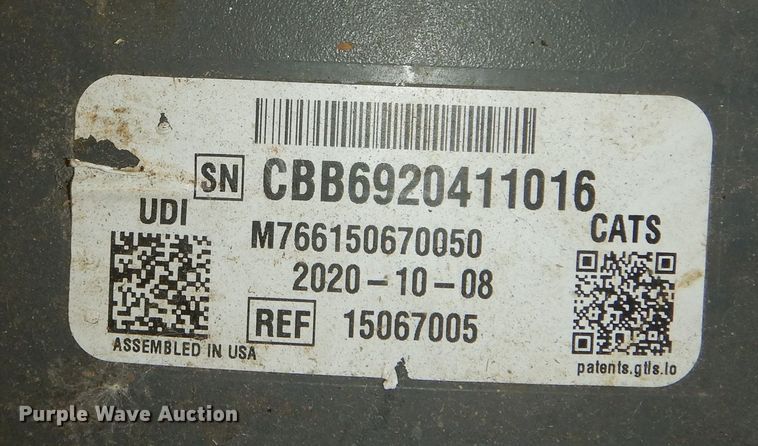 SN CBB6920411016
UDI
M766150670050
CATS
2020-10-08
REF 15067005
ASSEMBLED IN USA
patents.gtls.io
Purple Wave Auction